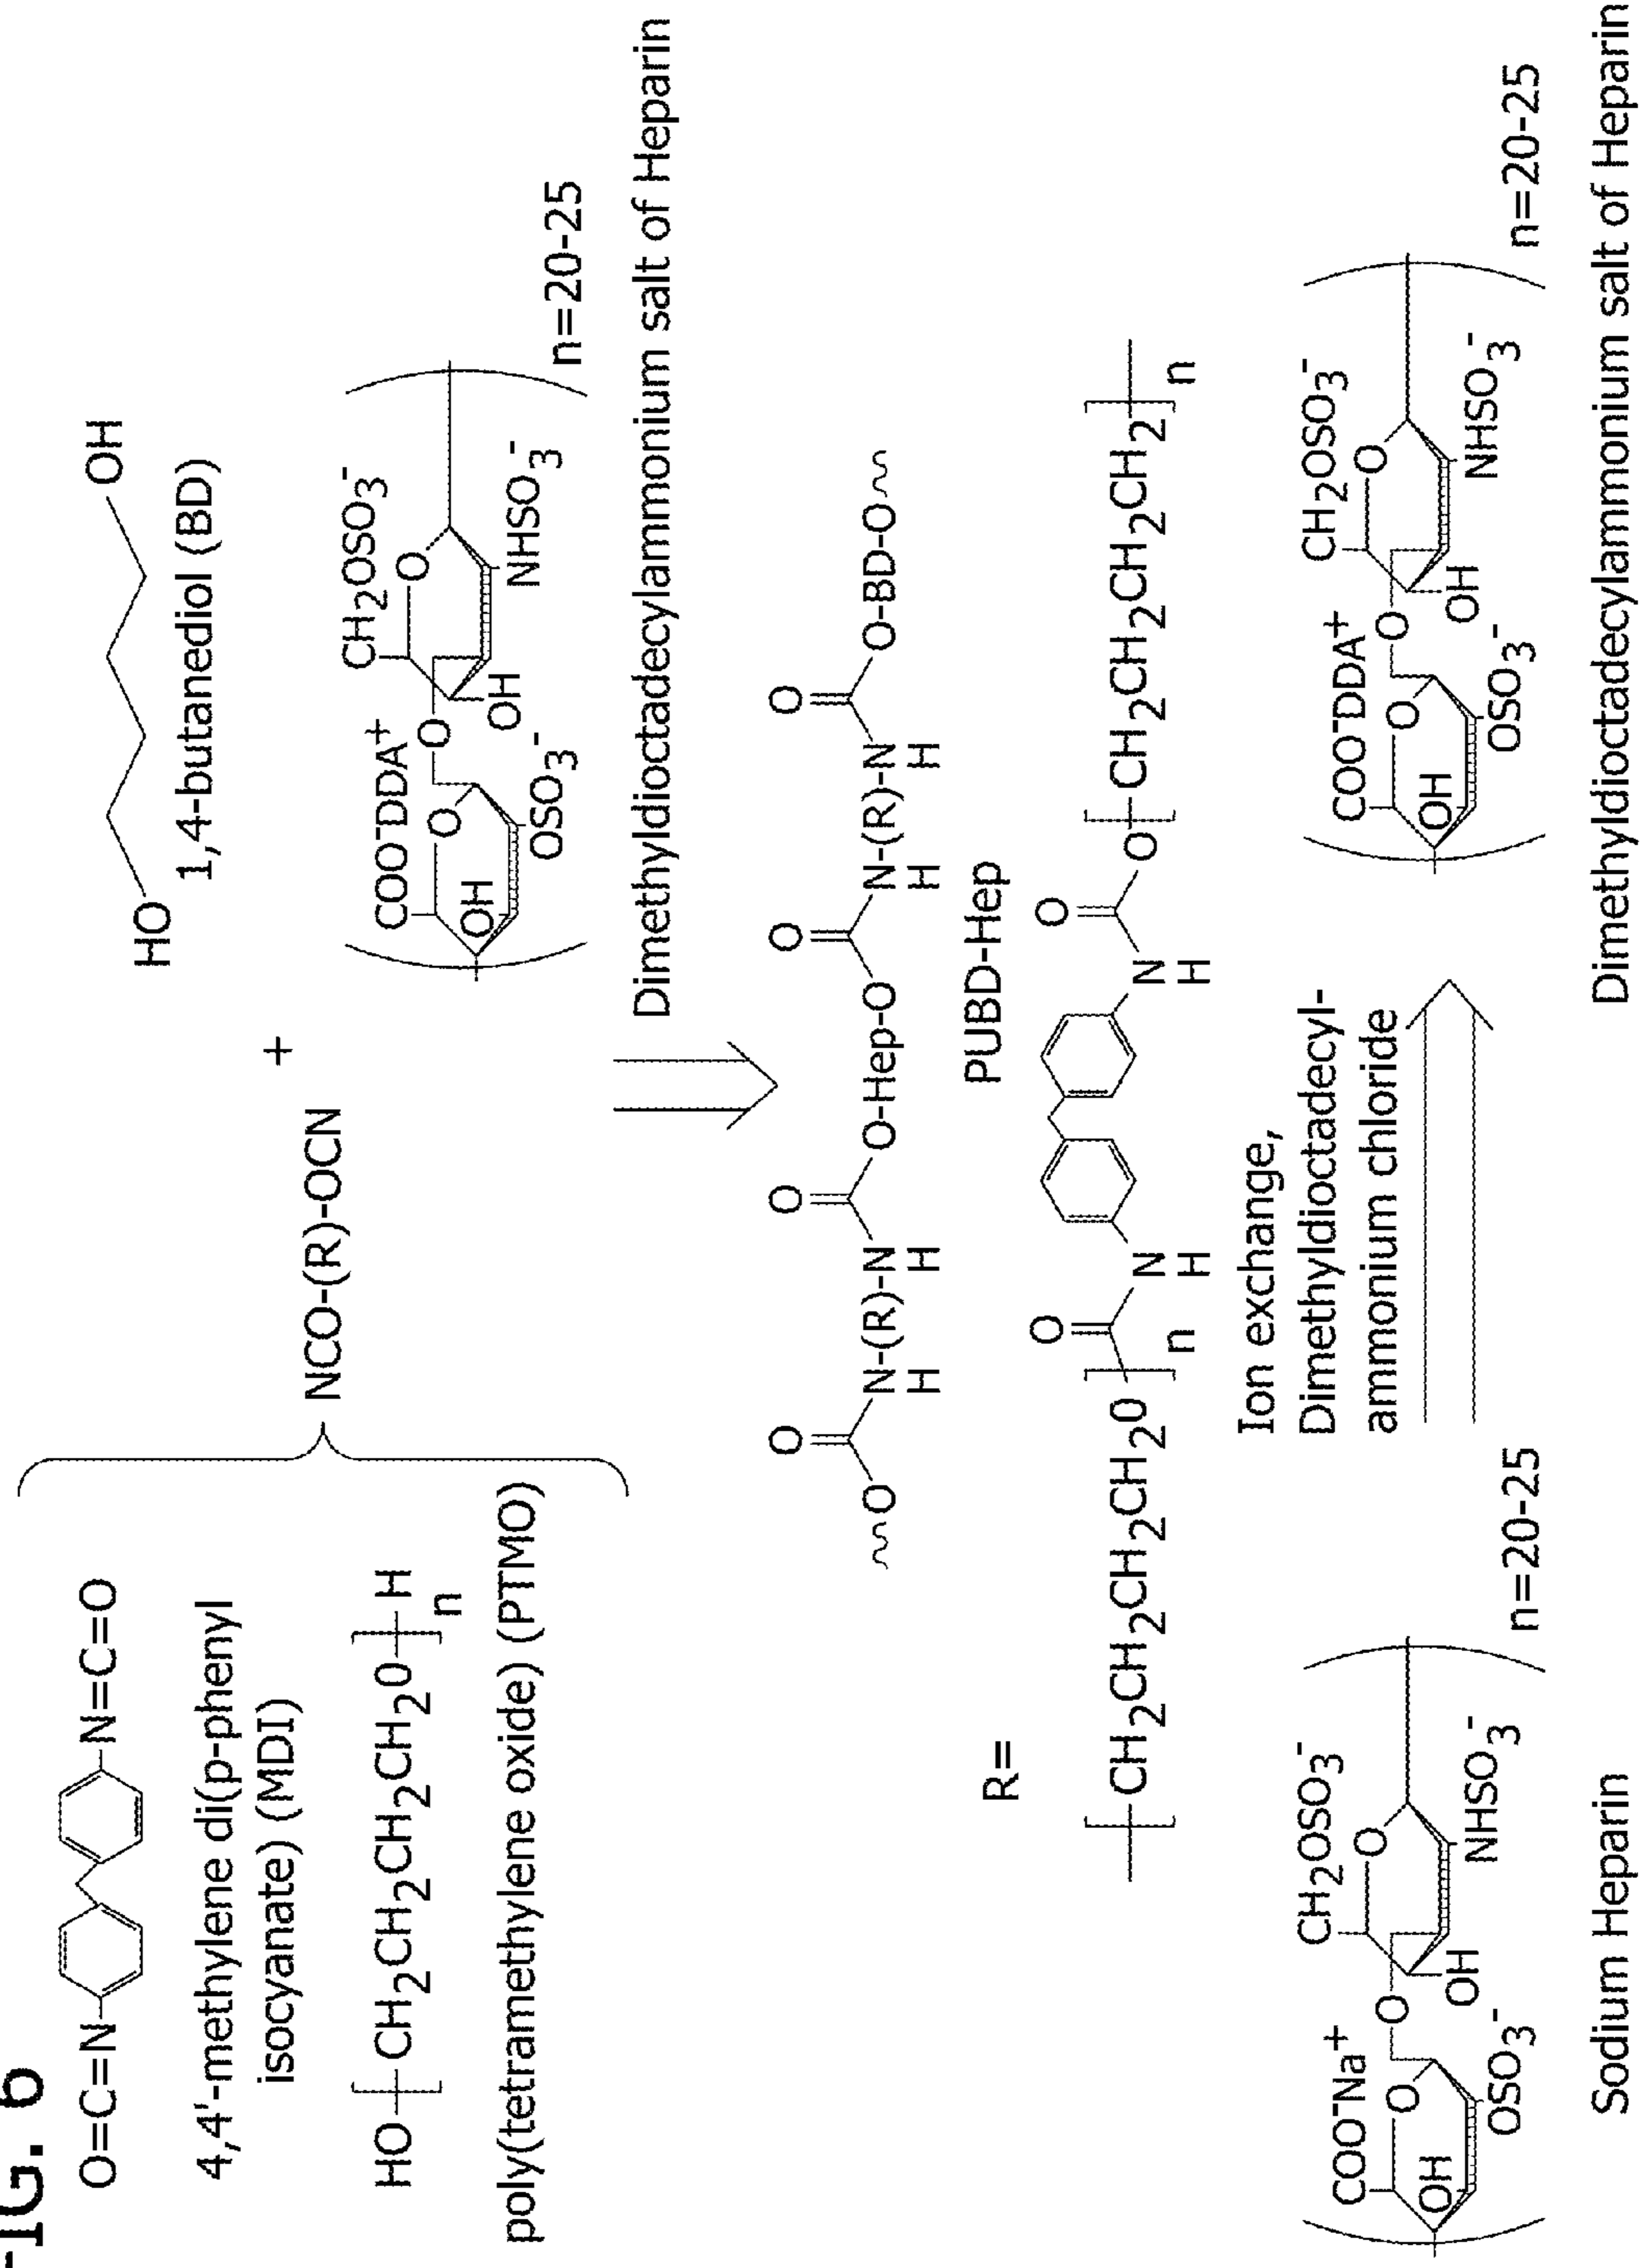 FIG. 6
O=C=N N=C=O
4,4'-methylene di(p-phenyl
isocyanate) (MDI)
HO CH2CH2CH2CH2O H
n
poly(tetramethylene oxide) (PTMO)
NCO-(R)-OCN
+
HO OH
1,4-butanediol (BD)
COO-DDA+ CH2OSO3-
O O O
OH OH
OSO3- NHSO3-
n=20-25
Dimethyldioctadecylammonium salt of Heparin
O O O O
~O N-(R)-N O-Hep-O N-(R)-N O-BD-O~
H H H H
PUBD-Hep
R=
O O
CH2CH2CH2CH2O N N O CH2CH2CH2CH2
n H H n
COO-Na+ CH2OSO3-
O O O
OH OH
OSO3- NHSO3-
n=20-25
Sodium Heparin
Ion exchange,
Dimethyldioctadecyl-
ammonium chloride
COO-DDA+ CH2OSO3-
O O O
OH OH
OSO3- NHSO3-
n=20-25
Dimethyldioctadecylammonium salt of Heparin